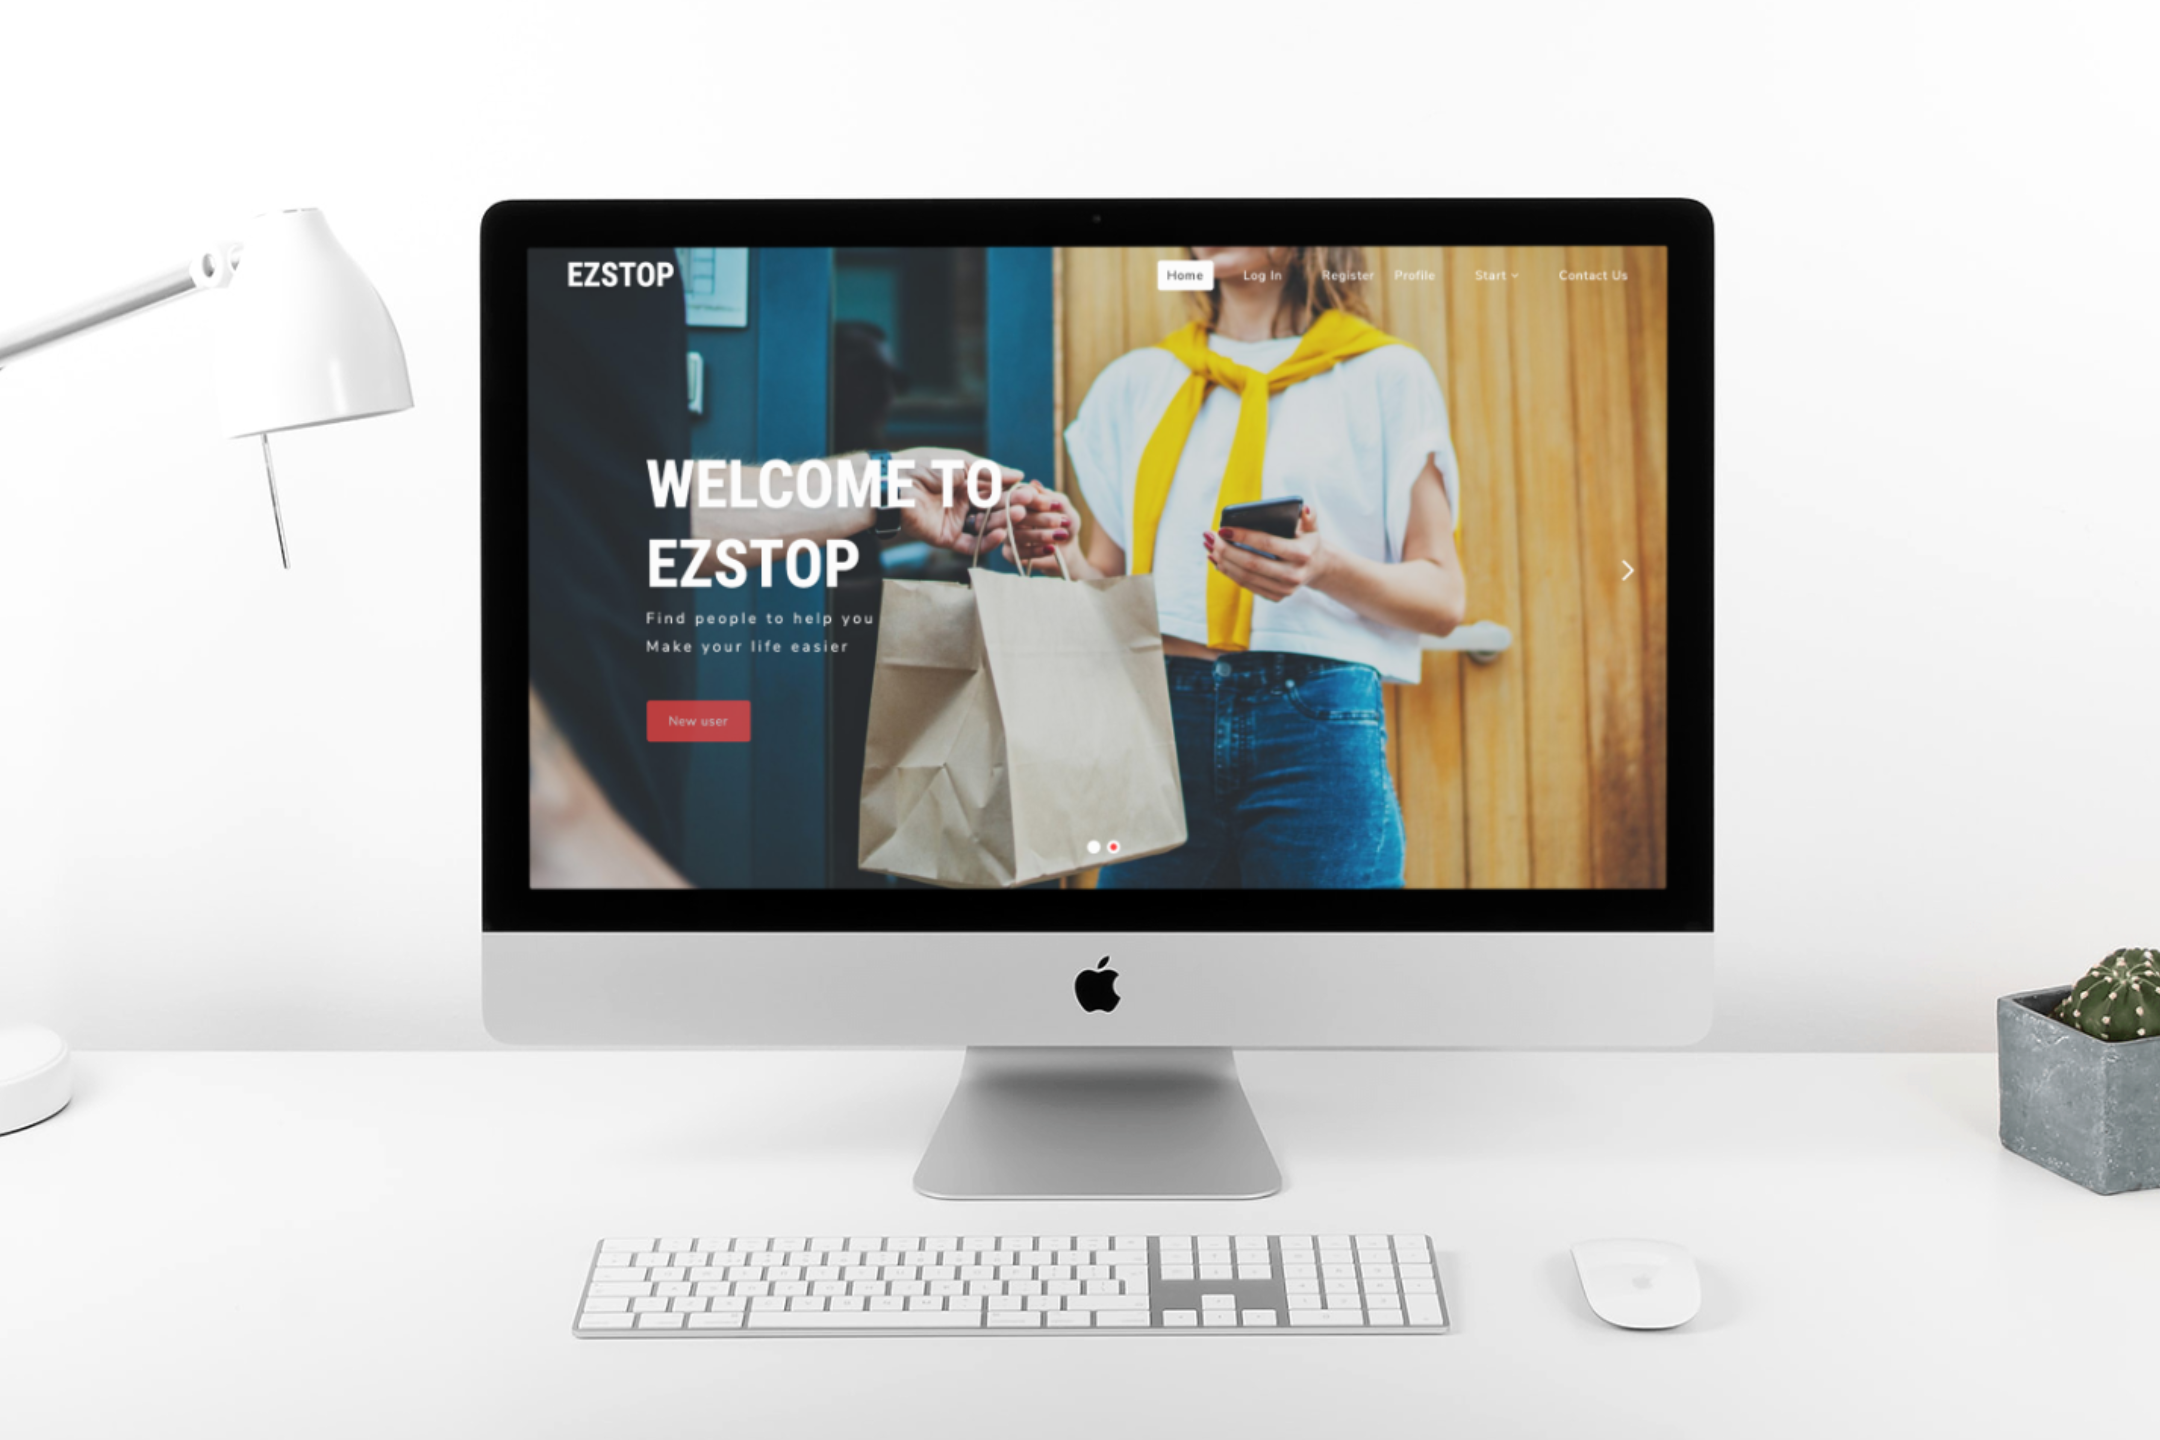 EZSTOP
Home Log In Register Profile Start Contact Us
WELCOME TO
EZSTOP
Find people to help you
Make your life easier
New user